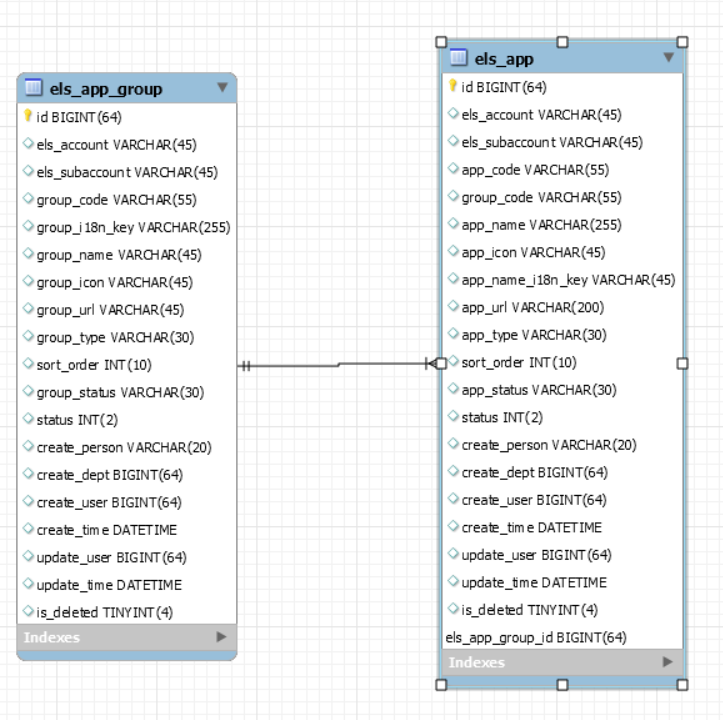 els_app_group
id BIGINT(64)
els_account VARCHAR(45)
els_subaccount VARCHAR(45)
group_code VARCHAR(55)
group_i18n_key VARCHAR(255)
group_name VARCHAR(45)
group_icon VARCHAR(45)
group_url VARCHAR(45)
group_type VARCHAR(30)
sort_order INT(10)
group_status VARCHAR(30)
status INT(2)
create_person VARCHAR(20)
create_dept BIGINT(64)
create_user BIGINT(64)
create_time DATETIME
update_user BIGINT(64)
update_time DATETIME
is_deleted TINYINT(4)
Indexes
els_app
id BIGINT(64)
els_account VARCHAR(45)
els_subaccount VARCHAR(45)
app_code VARCHAR(55)
group_code VARCHAR(55)
app_name VARCHAR(255)
app_icon VARCHAR(45)
app_name_i18n_key VARCHAR(45)
app_url VARCHAR(200)
app_type VARCHAR(30)
sort_order INT(10)
app_status VARCHAR(30)
status INT(2)
create_person VARCHAR(20)
create_dept BIGINT(64)
create_user BIGINT(64)
create_time DATETIME
update_user BIGINT(64)
update_time DATETIME
is_deleted TINYINT(4)
els_app_group_id BIGINT(64)
Indexes